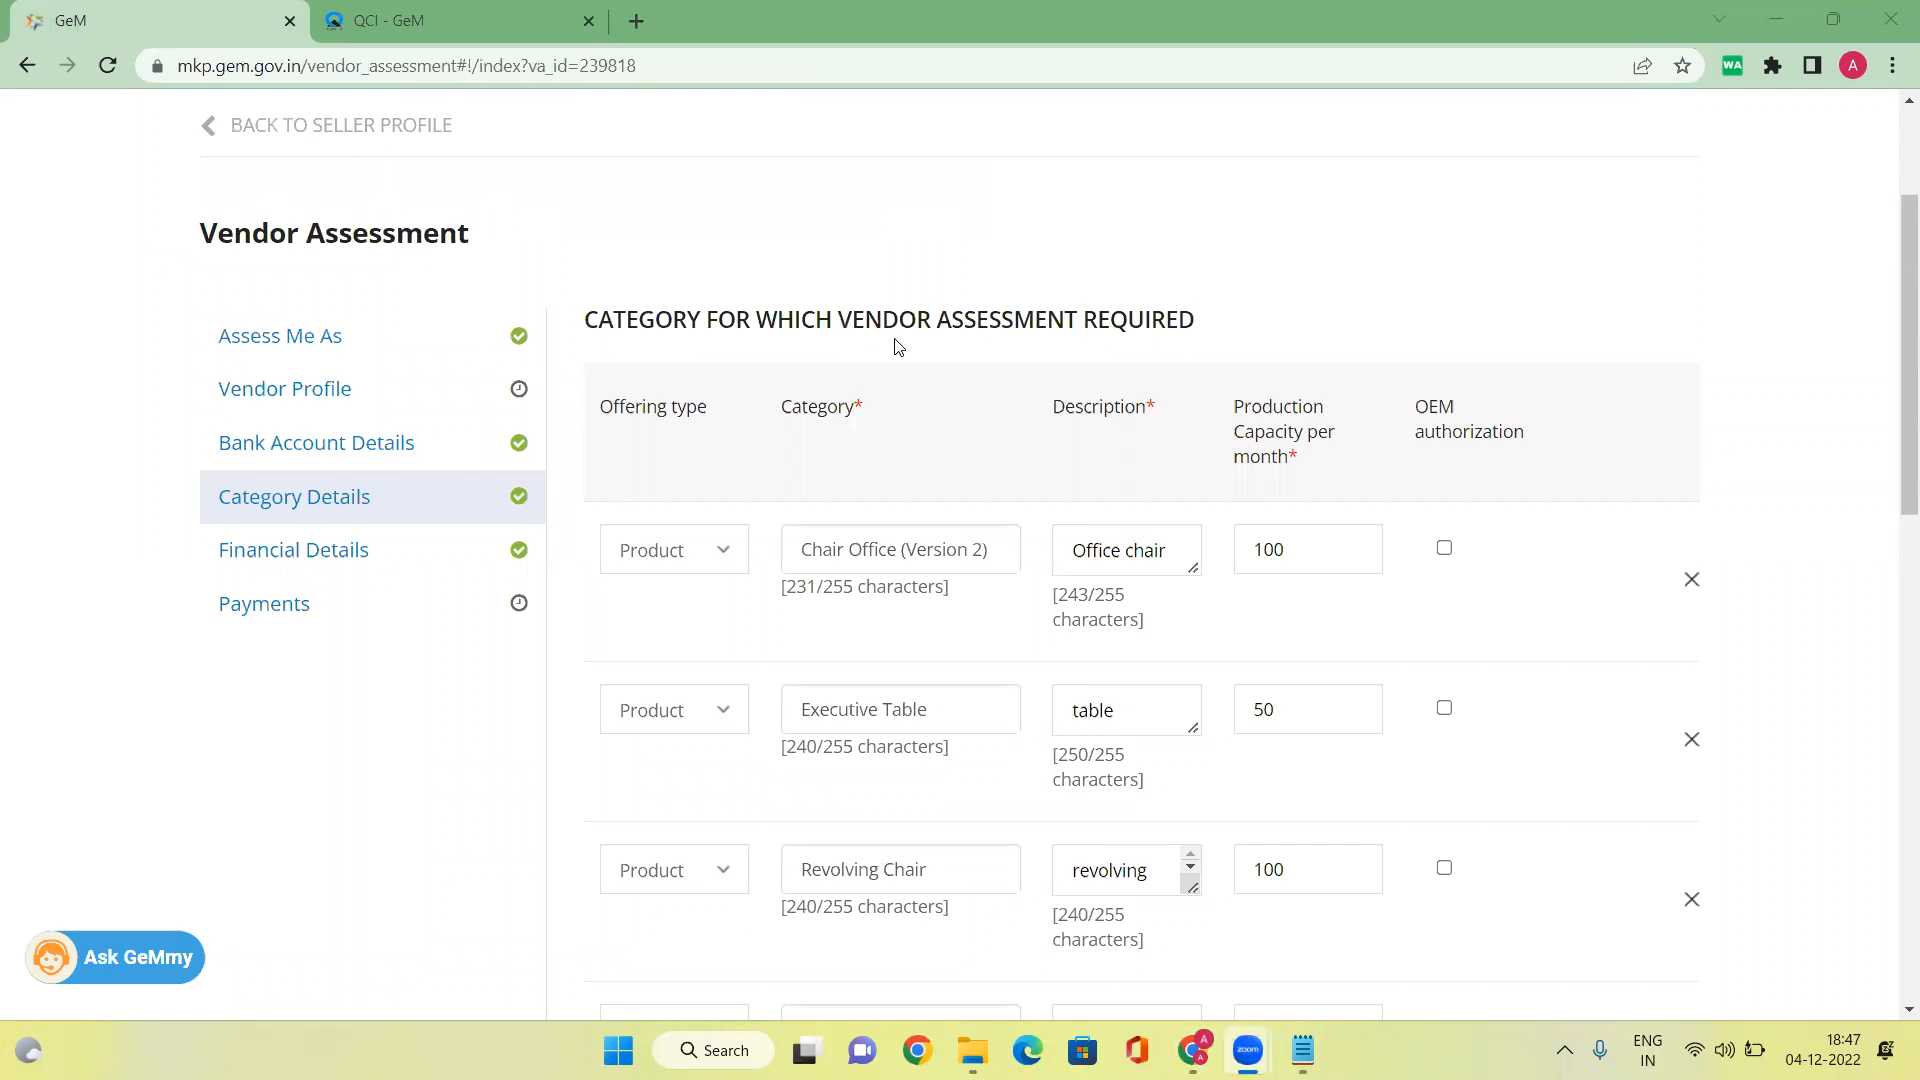 GeM
QCI - GeM
mkp.gem.gov.in/vendor_assessment#!/index?va_id=239818
WA
A
BACK TO SELLER PROFILE
Vendor Assessment
Assess Me As
Vendor Profile
Bank Account Details
Category Details
Financial Details
Payments
CATEGORY FOR WHICH VENDOR ASSESSMENT REQUIRED
Offering type
Category*
Description*
Production
Capacity per
month*
OEM
authorization
Product
Chair Office (Version 2)
[231/255 characters]
Office chair
[243/255
characters]
100
Product
Executive Table
[240/255 characters]
table
[250/255
characters]
50
Product
Revolving Chair
[240/255 characters]
revolving
[240/255
characters]
100
Ask GeMmy
Search
A
A
zoom
ENG
IN
18:47
04-12-2022